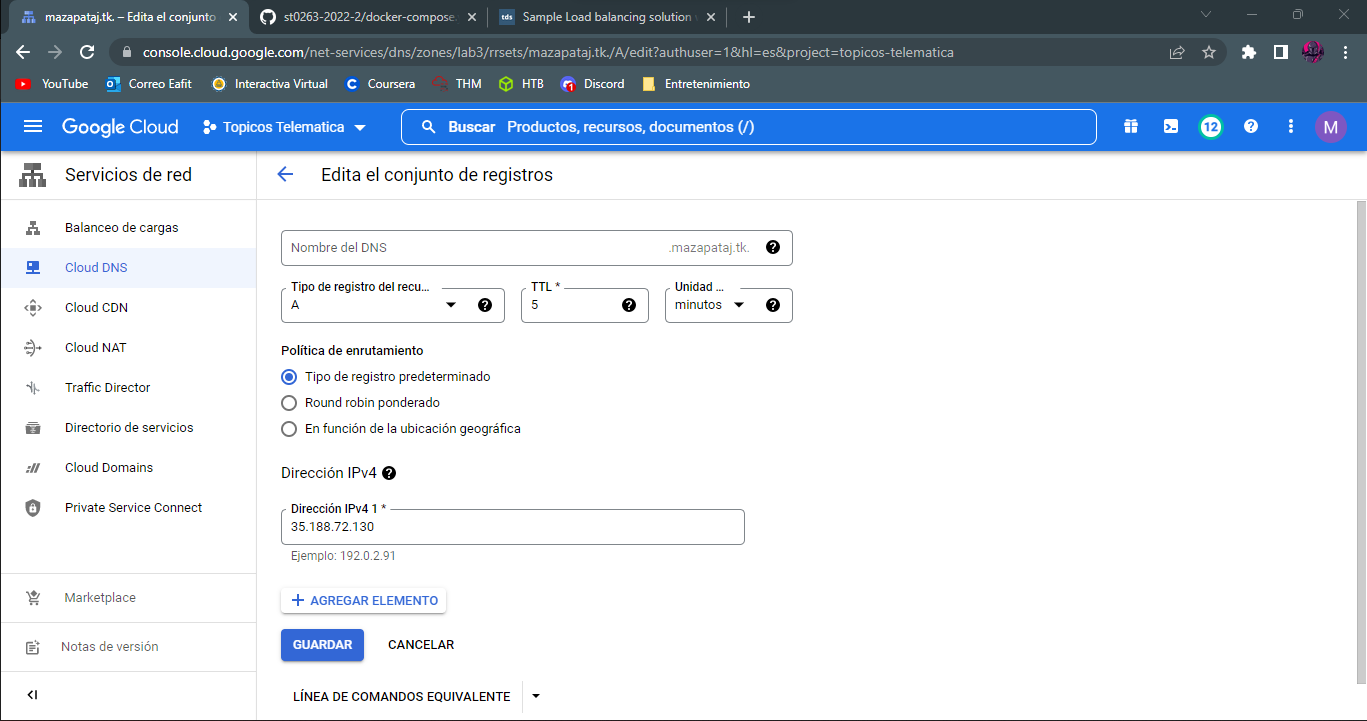 mazapataj.tk. – Edita el conjunto
st0263-2022-2/docker-compose.
tds Sample Load balancing solution
console.cloud.google.com/net-services/dns/zones/lab3/rrsets/mazapataj.tk./A/edit?authuser=1&hl=es&project=topicos-telematica
YouTube Correo Eafit Interactiva Virtual Coursera THM HTB Discord Entretenimiento
Google Cloud Topicos Telematica Buscar Productos, recursos, documentos (/) 12 M
Servicios de red
Edita el conjunto de registros
Balanceo de cargas
Cloud DNS
Cloud CDN
Cloud NAT
Traffic Director
Directorio de servicios
Cloud Domains
Private Service Connect
Marketplace
Notas de versión
Nombre del DNS .mazapataj.tk.
Tipo de registro del recu... TTL * Unidad ...
A 5 minutos
Política de enrutamiento
Tipo de registro predeterminado
Round robin ponderado
En función de la ubicación geográfica
Dirección IPv4
Dirección IPv4 1 *
35.188.72.130
Ejemplo: 192.0.2.91
AGREGAR ELEMENTO
GUARDAR CANCELAR
LÍNEA DE COMANDOS EQUIVALENTE